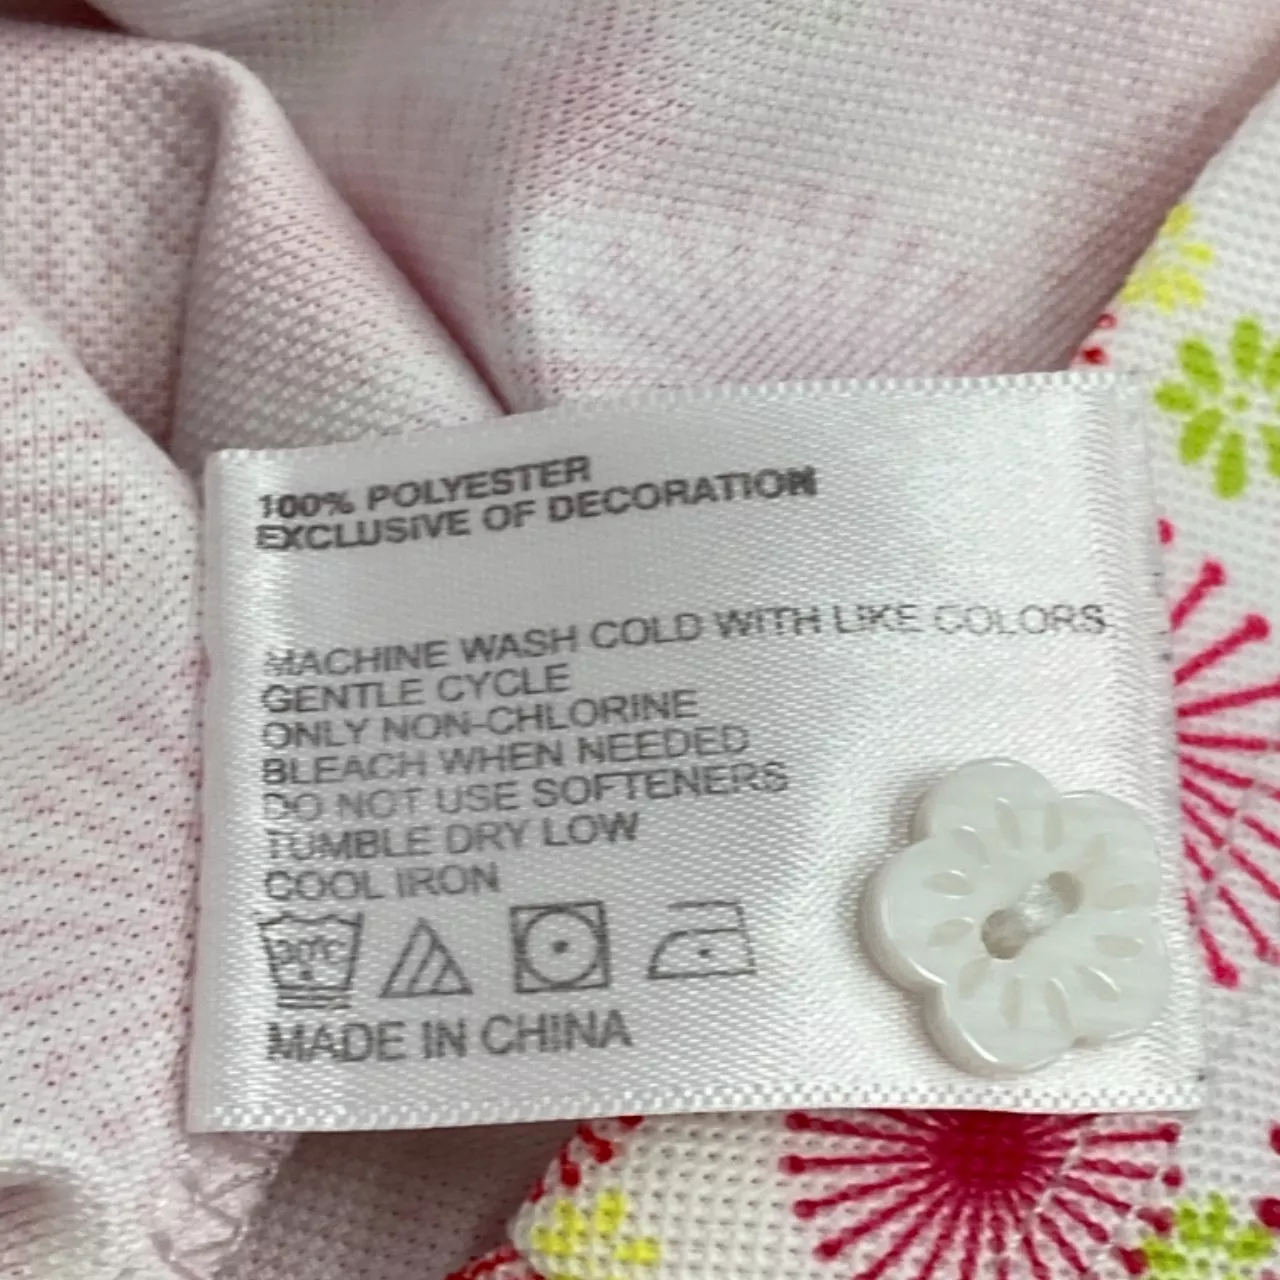 100% POLYESTER
EXCLUSIVE OF DECORATION
MACHINE WASH COLD WITH LIKE COLORS
GENTLE CYCLE
ONLY NON-CHLORINE
BLEACH WHEN NEEDED
DO NOT USE SOFTENERS
TUMBLE DRY LOW
COOL IRON
30°C
MADE IN CHINA